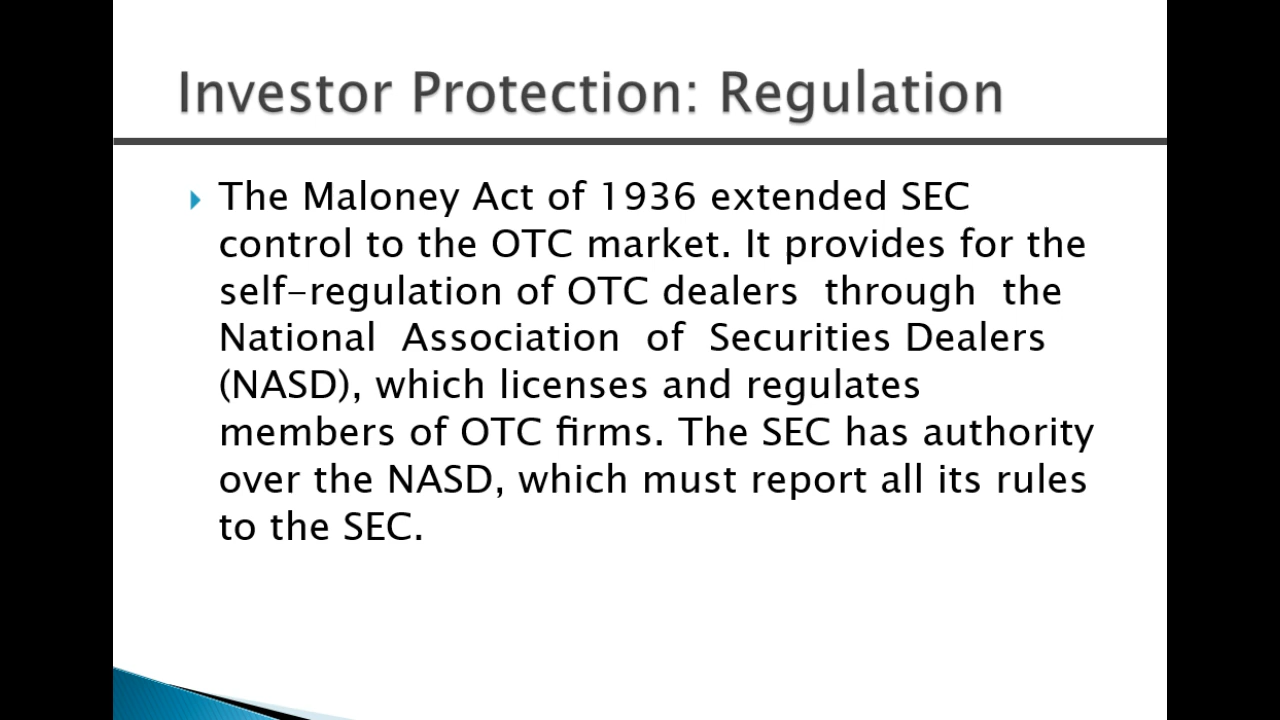 Investor Protection: Regulation
The Maloney Act of 1936 extended SEC
control to the OTC market. It provides for the
self-regulation of OTC dealers through the
National Association of Securities Dealers
(NASD), which licenses and regulates
members of OTC firms. The SEC has authority
over the NASD, which must report all its rules
to the SEC.